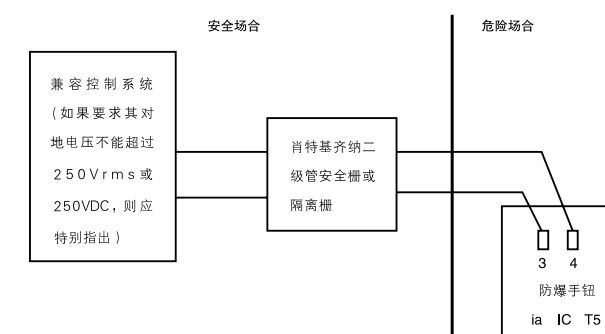 安全场合
危险场合
兼容控制系统
(如果要求其对
地电压不能超过
250Vrms或
250VDC，则应
特别指出)
肖特基齐纳二
级管安全栅或
隔离栅
3 4
防爆手钮
ia IC T5